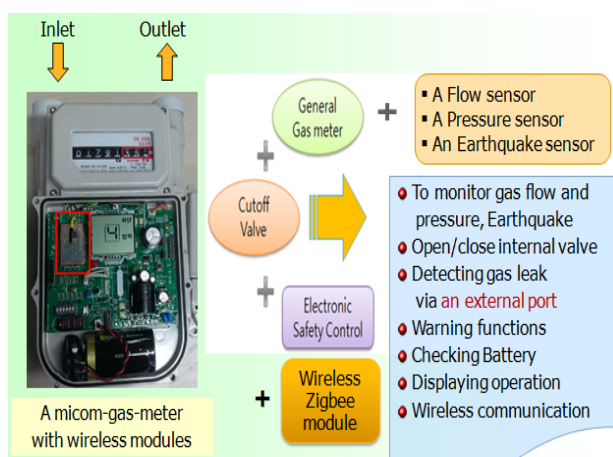 Inlet
Outlet
General
Gas meter
+
▪ A Flow sensor
▪ A Pressure sensor
▪ An Earthquake sensor
+
Cutoff
Valve
+
Electronic
Safety Control
+
Wireless
Zigbee
module
To monitor gas flow and
pressure, Earthquake
Open/close internal valve
Detecting gas leak
via an external port
Warning functions
Checking Battery
Displaying operation
Wireless communication
A micom-gas-meter
with wireless modules